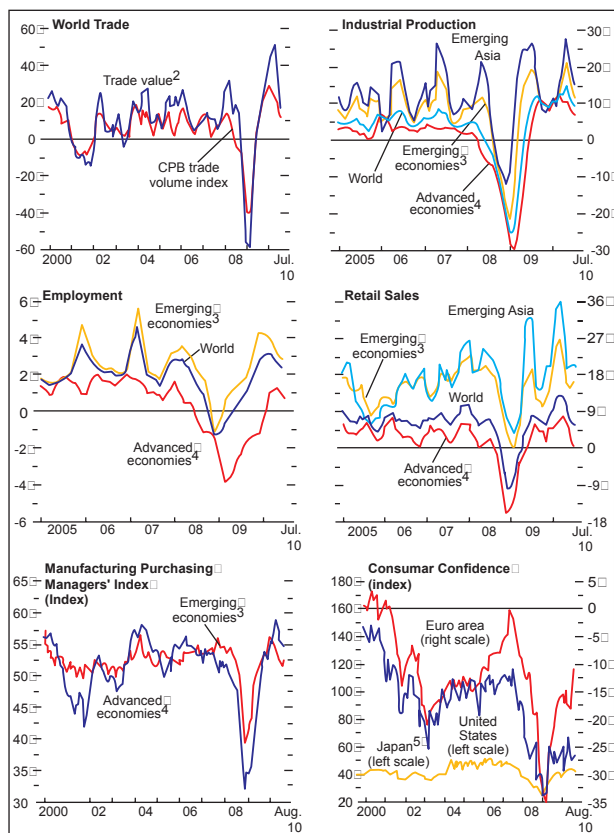 World Trade
60
40
20
0
-20
-40
-60
Trade value2
CPB trade
volume index
2000 02 04 06 08 Jul.
10
Industrial Production
30
20
10
0
-10
-20
-30
Emerging
Asia
Emerging
economies3
World
Advanced
economies4
2005 06 07 08 09 Jul.
10
Employment
6
4
2
0
-2
-4
-6
Emerging
economies3
World
Advanced
economies4
2005 06 07 08 09 Jul.
10
Retail Sales
36
27
18
9
0
-9
-18
Emerging Asia
Emerging
economies3
World
Advanced
economies4
2005 06 07 08 09 Jul.
10
Manufacturing Purchasing
Managers' Index
(Index)
65
60
55
50
45
40
35
30
Emerging
economies3
Advanced
economies4
2000 02 04 06 08 Aug.
10
Consumar Confidence
(index)
180
160
140
120
100
80
60
40
20
5
0
-5
-10
-15
-20
-25
-30
-35
Euro area
(right scale)
United
States
(left scale)
Japan5
(left scale)
2000 02 04 06 08 Aug.
10